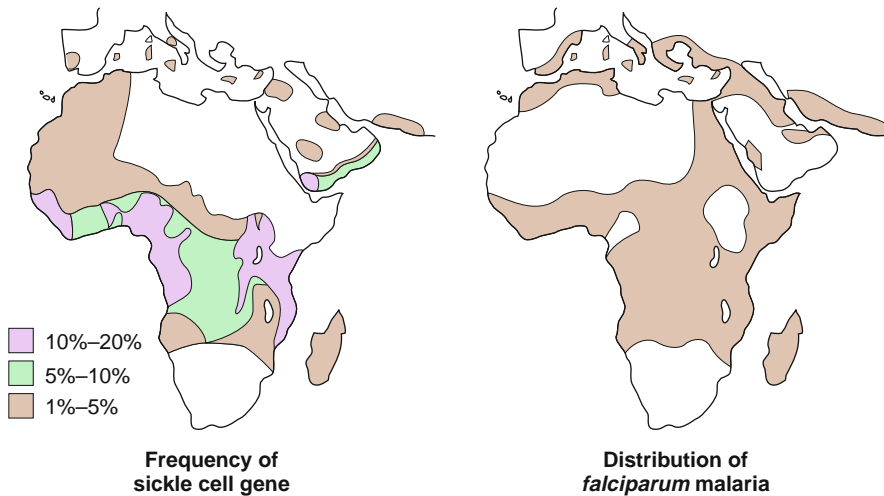 10%–20%
5%–10%
1%–5%
Frequency of
sickle cell gene
Distribution of
falciparum malaria